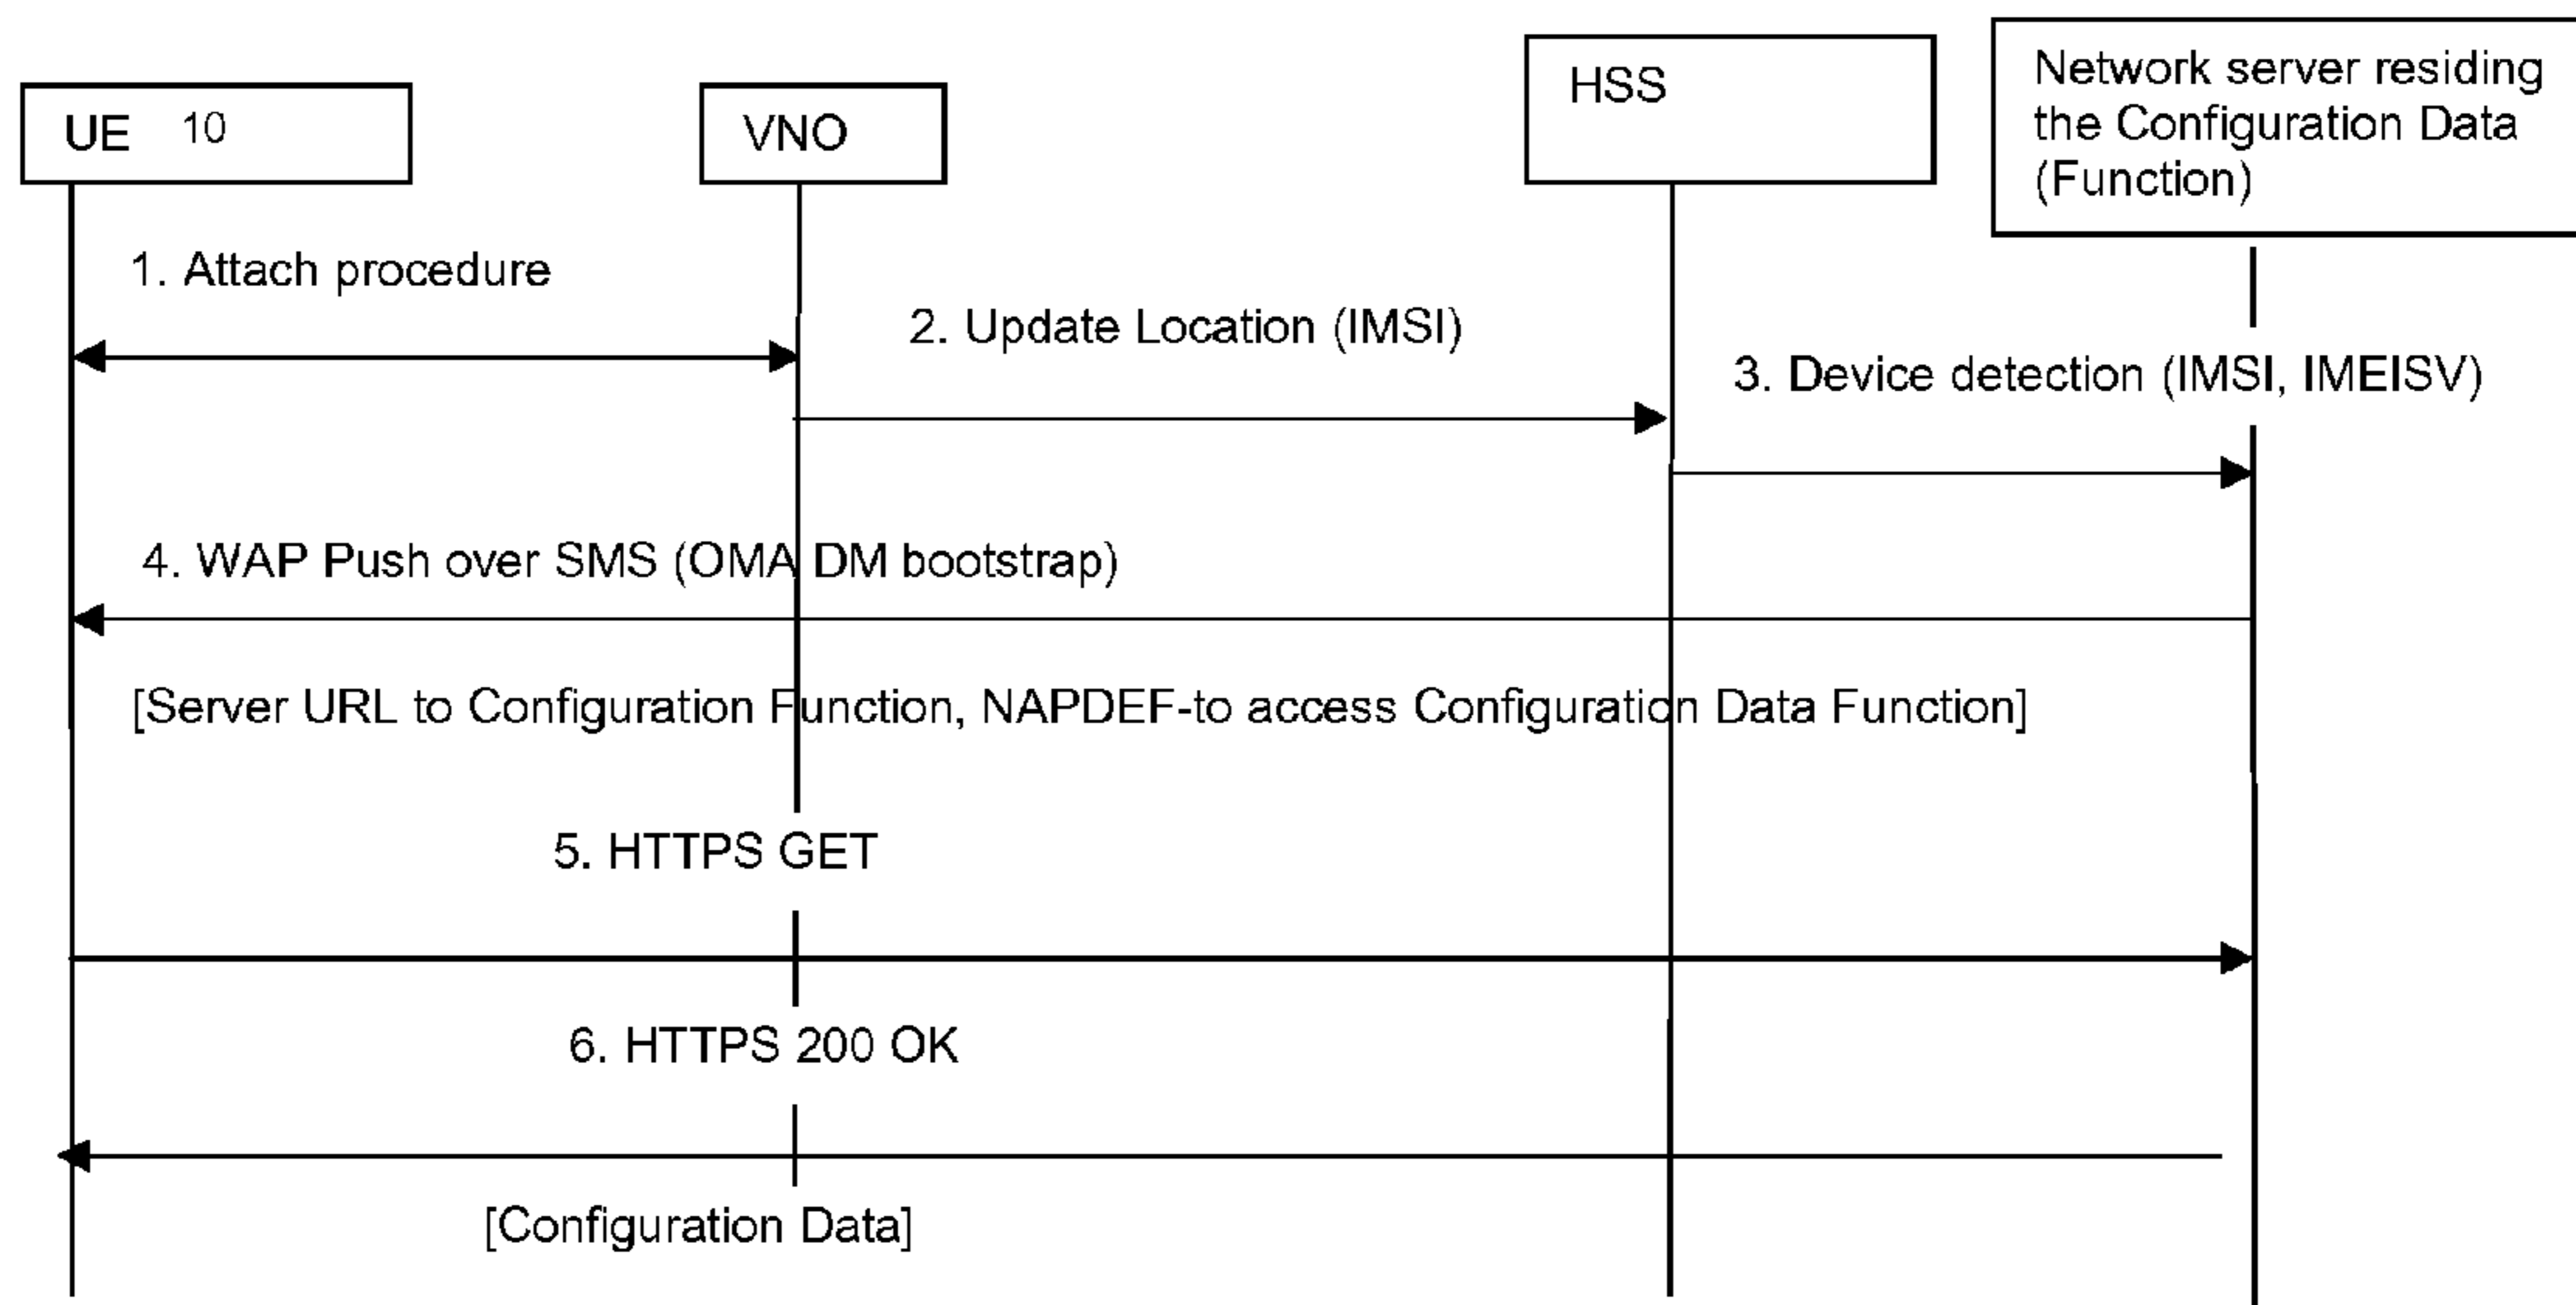 UE 10
VNO
HSS
Network server residing
the Configuration Data
(Function)
1. Attach procedure
2. Update Location (IMSI)
3. Device detection (IMSI, IMEISV)
4. WAP Push over SMS (OMA DM bootstrap)
[Server URL to Configuration Function, NAPDEF-to access Configuration Data Function]
5. HTTPS GET
6. HTTPS 200 OK
[Configuration Data]